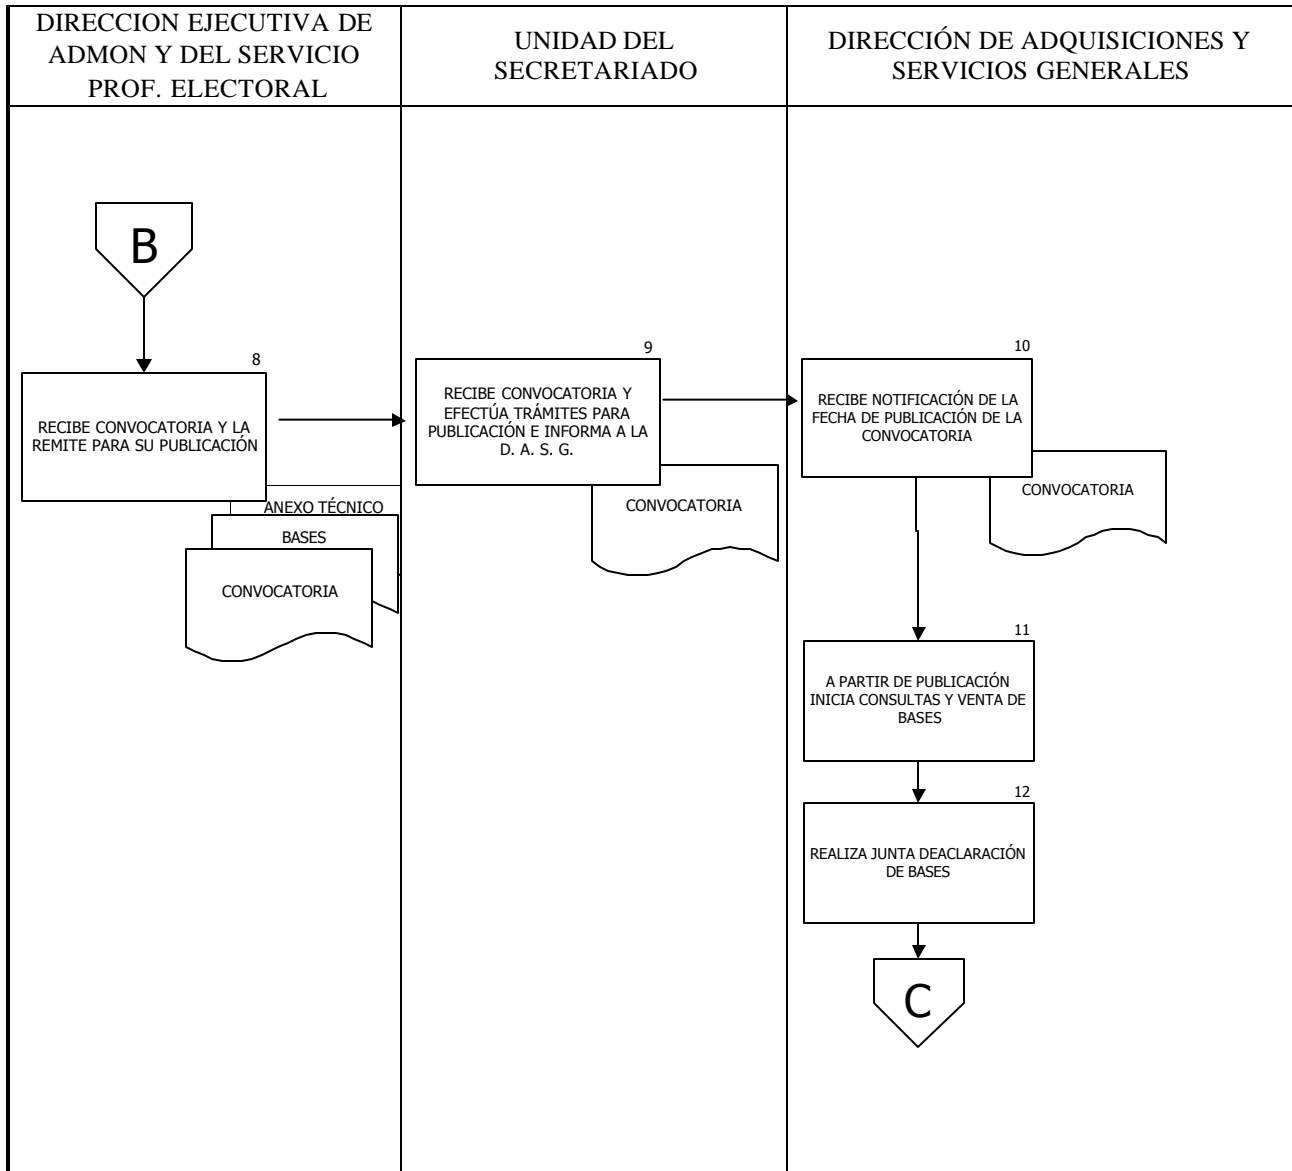 DIRECCION EJECUTIVA DE
ADMON Y DEL SERVICIO
PROF. ELECTORAL
UNIDAD DEL
SECRETARIADO
DIRECCIÓN DE ADQUISICIONES Y
SERVICIOS GENERALES
B
8
RECIBE CONVOCATORIA Y LA
REMITE PARA SU PUBLICACIÓN
ANEXO TÉCNICO
BASES
CONVOCATORIA
9
RECIBE CONVOCATORIA Y
EFECTÚA TRÁMITES PARA
PUBLICACIÓN E INFORMA A LA
D. A. S. G.
CONVOCATORIA
10
RECIBE NOTIFICACIÓN DE LA
FECHA DE PUBLICACIÓN DE LA
CONVOCATORIA
CONVOCATORIA
11
A PARTIR DE PUBLICACIÓN
INICIA CONSULTAS Y VENTA DE
BASES
12
REALIZA JUNTA DEACLARACIÓN
DE BASES
C